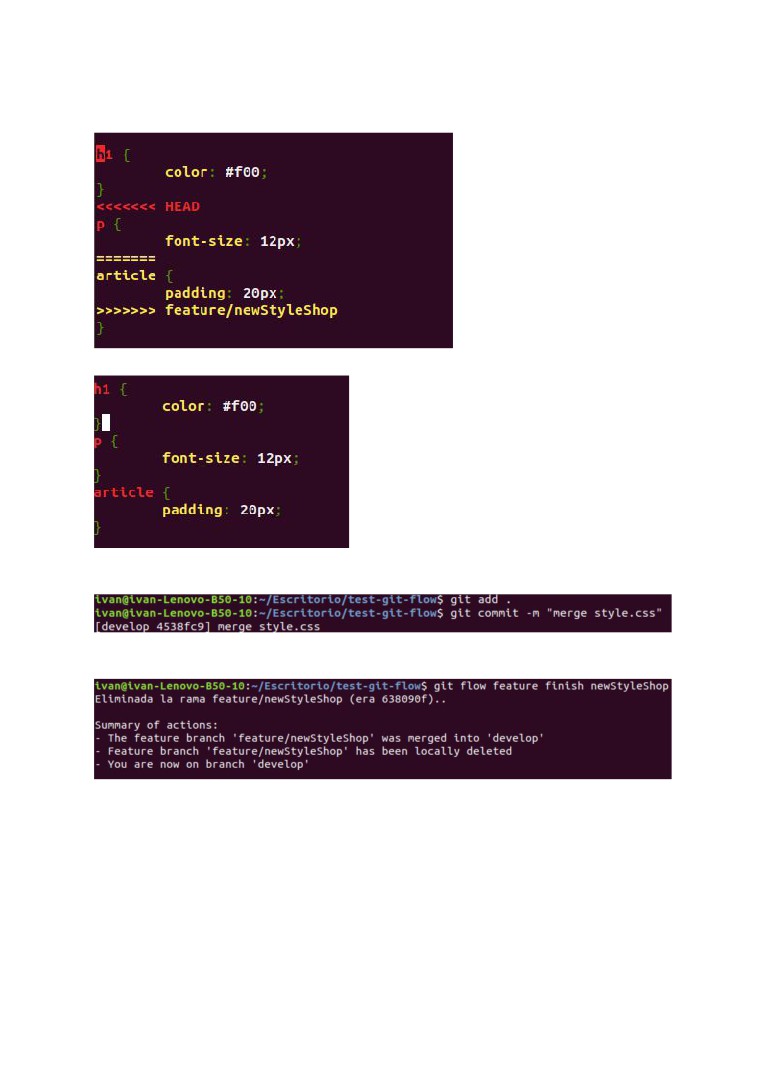 h1 {
color: #f00;
}
<<<<<<< HEAD
p {
font-size: 12px;
=======
article {
padding: 20px;
>>>>>>> feature/newStyleShop
}
h1 {
color: #f00;
}
p {
font-size: 12px;
}
article {
padding: 20px;
}
ivan@ivan-Lenovo-B50-10:~/Escritorio/test-git-flow$ git add .
ivan@ivan-Lenovo-B50-10:~/Escritorio/test-git-flow$ git commit -m "merge style.css"
[develop 4538fc9] merge style.css
ivan@ivan-Lenovo-B50-10:~/Escritorio/test-git-flow$ git flow feature finish newStyleShop
Eliminada la rama feature/newStyleShop (era 638090f)..
Summary of actions:
- The feature branch 'feature/newStyleShop' was merged into 'develop'
- Feature branch 'feature/newStyleShop' has been locally deleted
- You are now on branch 'develop'